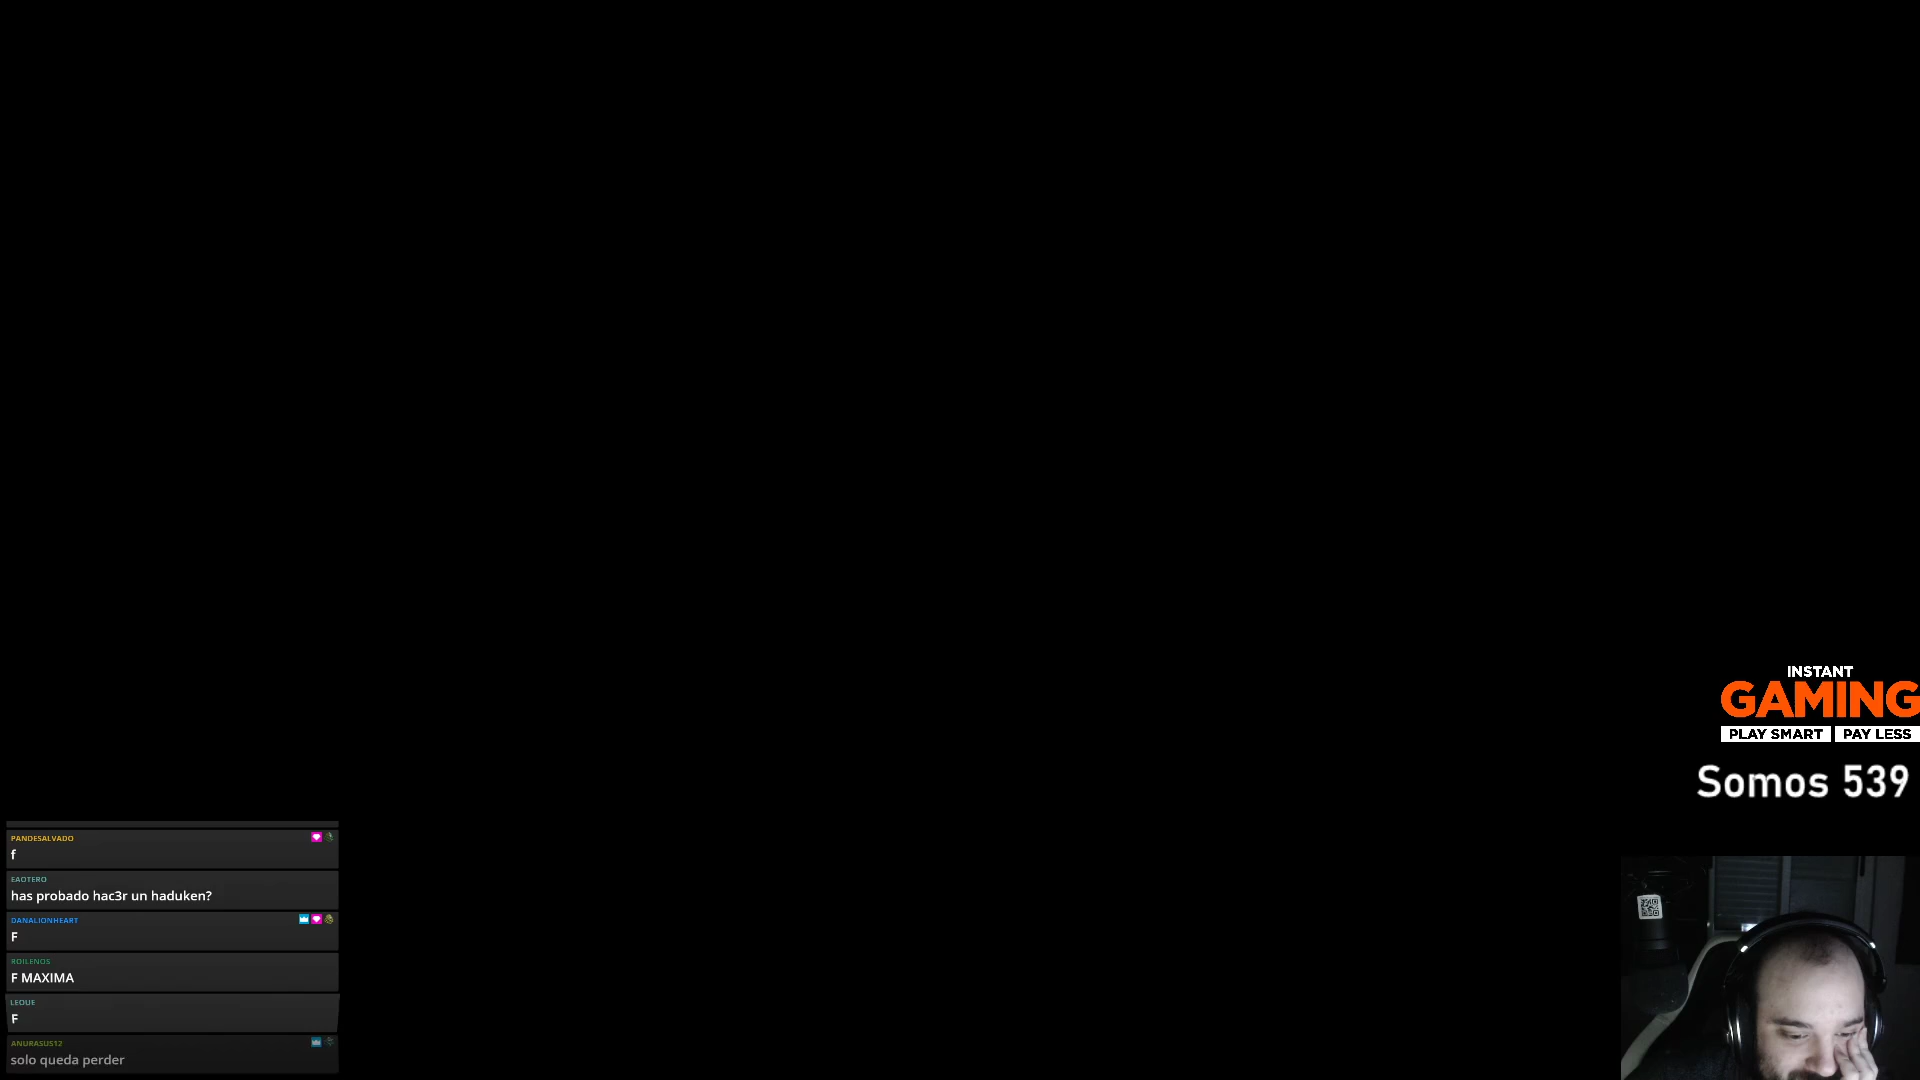 INSTANT
GAMING
PLAY SMART PAY LESS
Somos 539
PANDESALVADO
f
EAOTERO
has probado hac3r un haduken?
DANALIONHEART
F
ROILENOS
F MAXIMA
LEOUE
F
ANURASUS12
solo queda perder